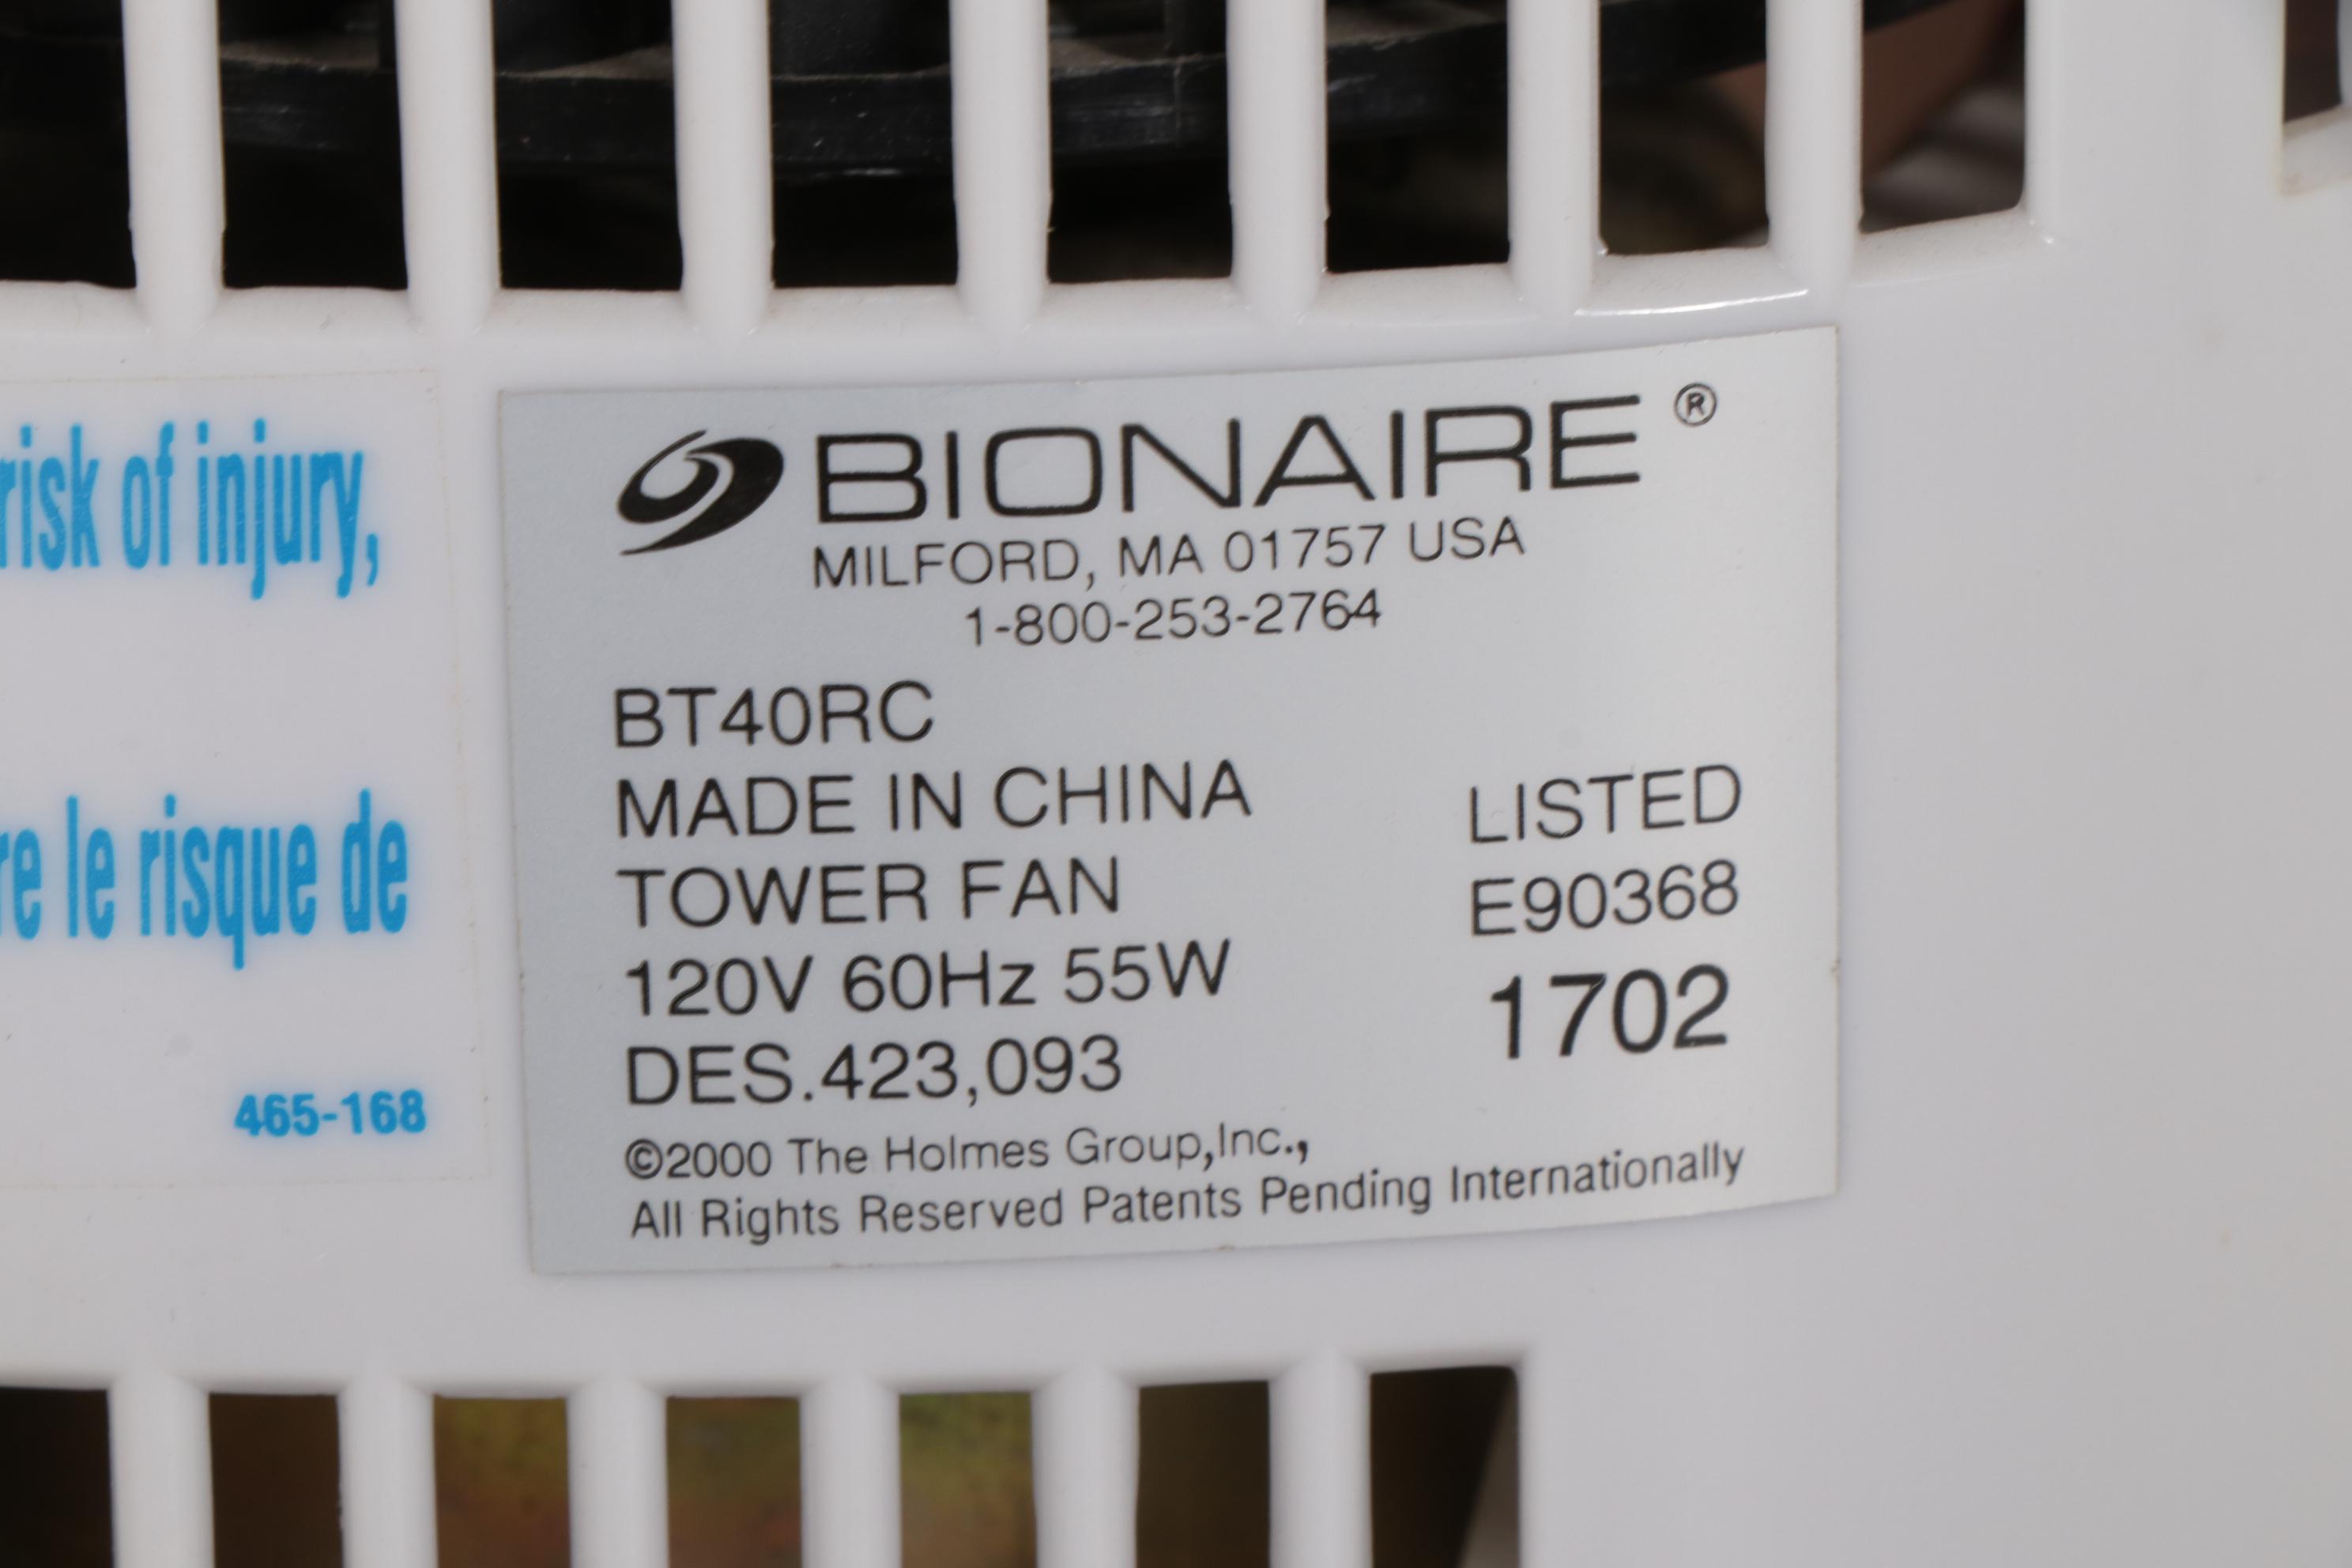 risk of injury,
re le risque de
465-168
BIONAIRE®
MILFORD, MA 01757 USA
1-800-253-2764
BT40RC
MADE IN CHINA
TOWER FAN
120V 60Hz 55W
DES.423,093
LISTED
E90368
1702
©2000 The Holmes Group,Inc.,
All Rights Reserved Patents Pending Internationally